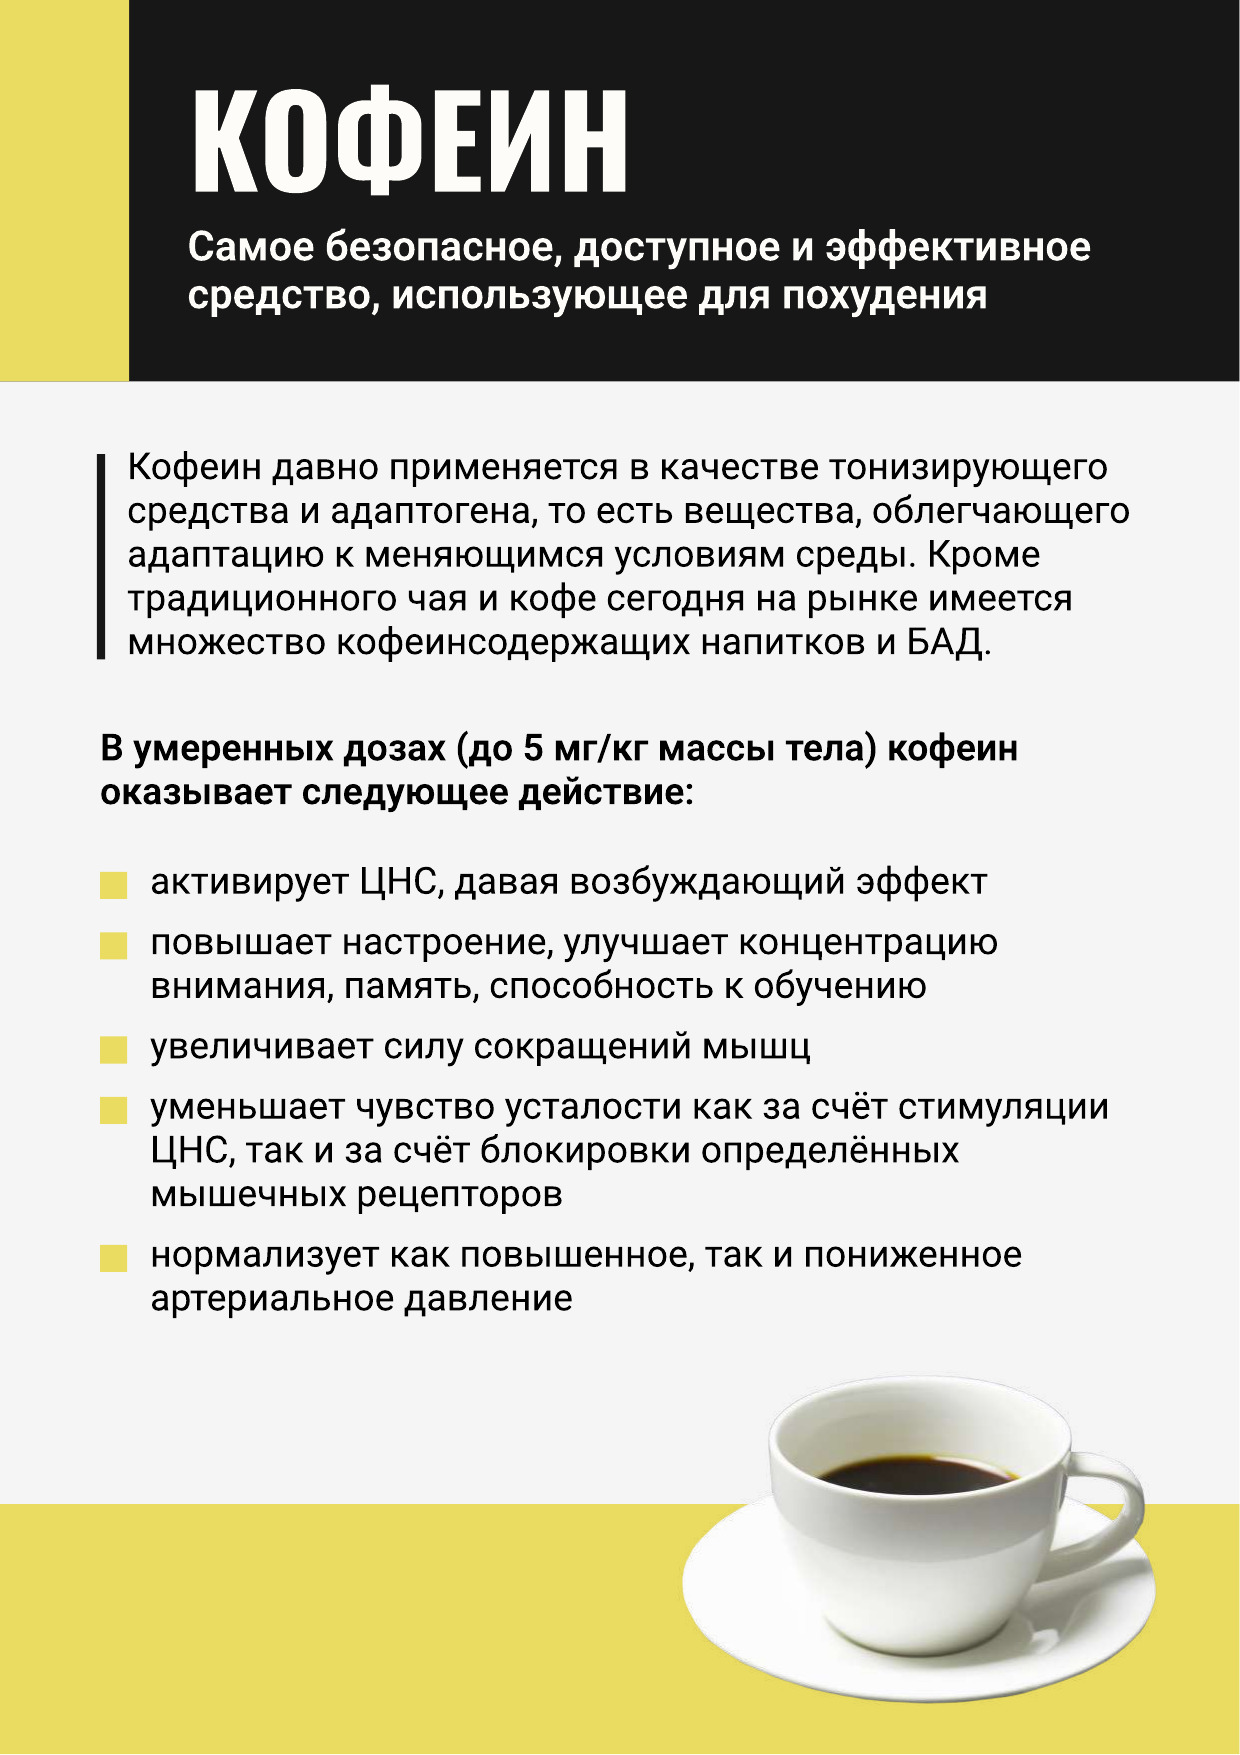 КОФЕИН
Самое безопасное, доступное и эффективное
средство, использующее для похудения
Кофеин давно применяется в качестве тонизирующего
средства и адаптогена, то есть вещества, облегчающего
адаптацию к меняющимся условиям среды. Кроме
традиционного чая и кофе сегодня на рынке имеется
множество кофеинсодержащих напитков и БАД.
В умеренных дозах (до 5 мг/кг массы тела) кофеин
оказывает следующее действие:
активирует ЦНС, давая возбуждающий эффект
повышает настроение, улучшает концентрацию
внимания, память, способность к обучению
увеличивает силу сокращений мышц
уменьшает чувство усталости как за счёт стимуляции
ЦНС, так и за счёт блокировки определённых
мышечных рецепторов
нормализует как повышенное, так и пониженное
артериальное давление